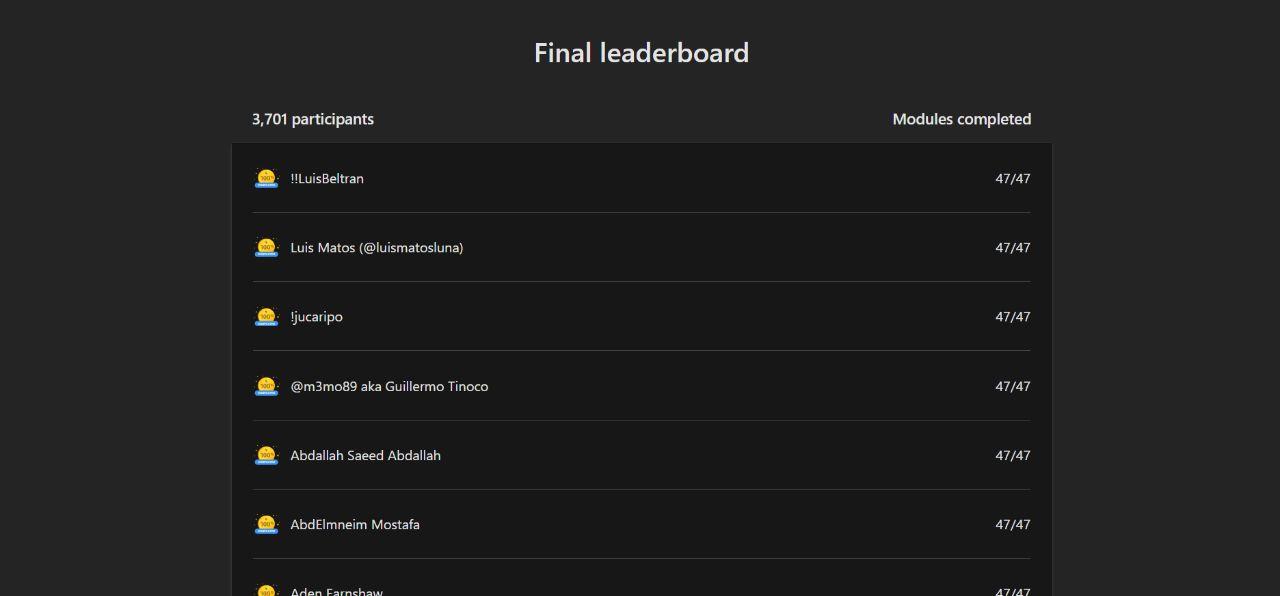 Final leaderboard
3,701 participants Modules completed
!!LuisBeltran 47/47
Luis Matos (@luismatosluna) 47/47
!jucaripo 47/47
@m3mo89 aka Guillermo Tinoco 47/47
Abdallah Saeed Abdallah 47/47
AbdElmneim Mostafa 47/47
Aden Earnshaw 47/47